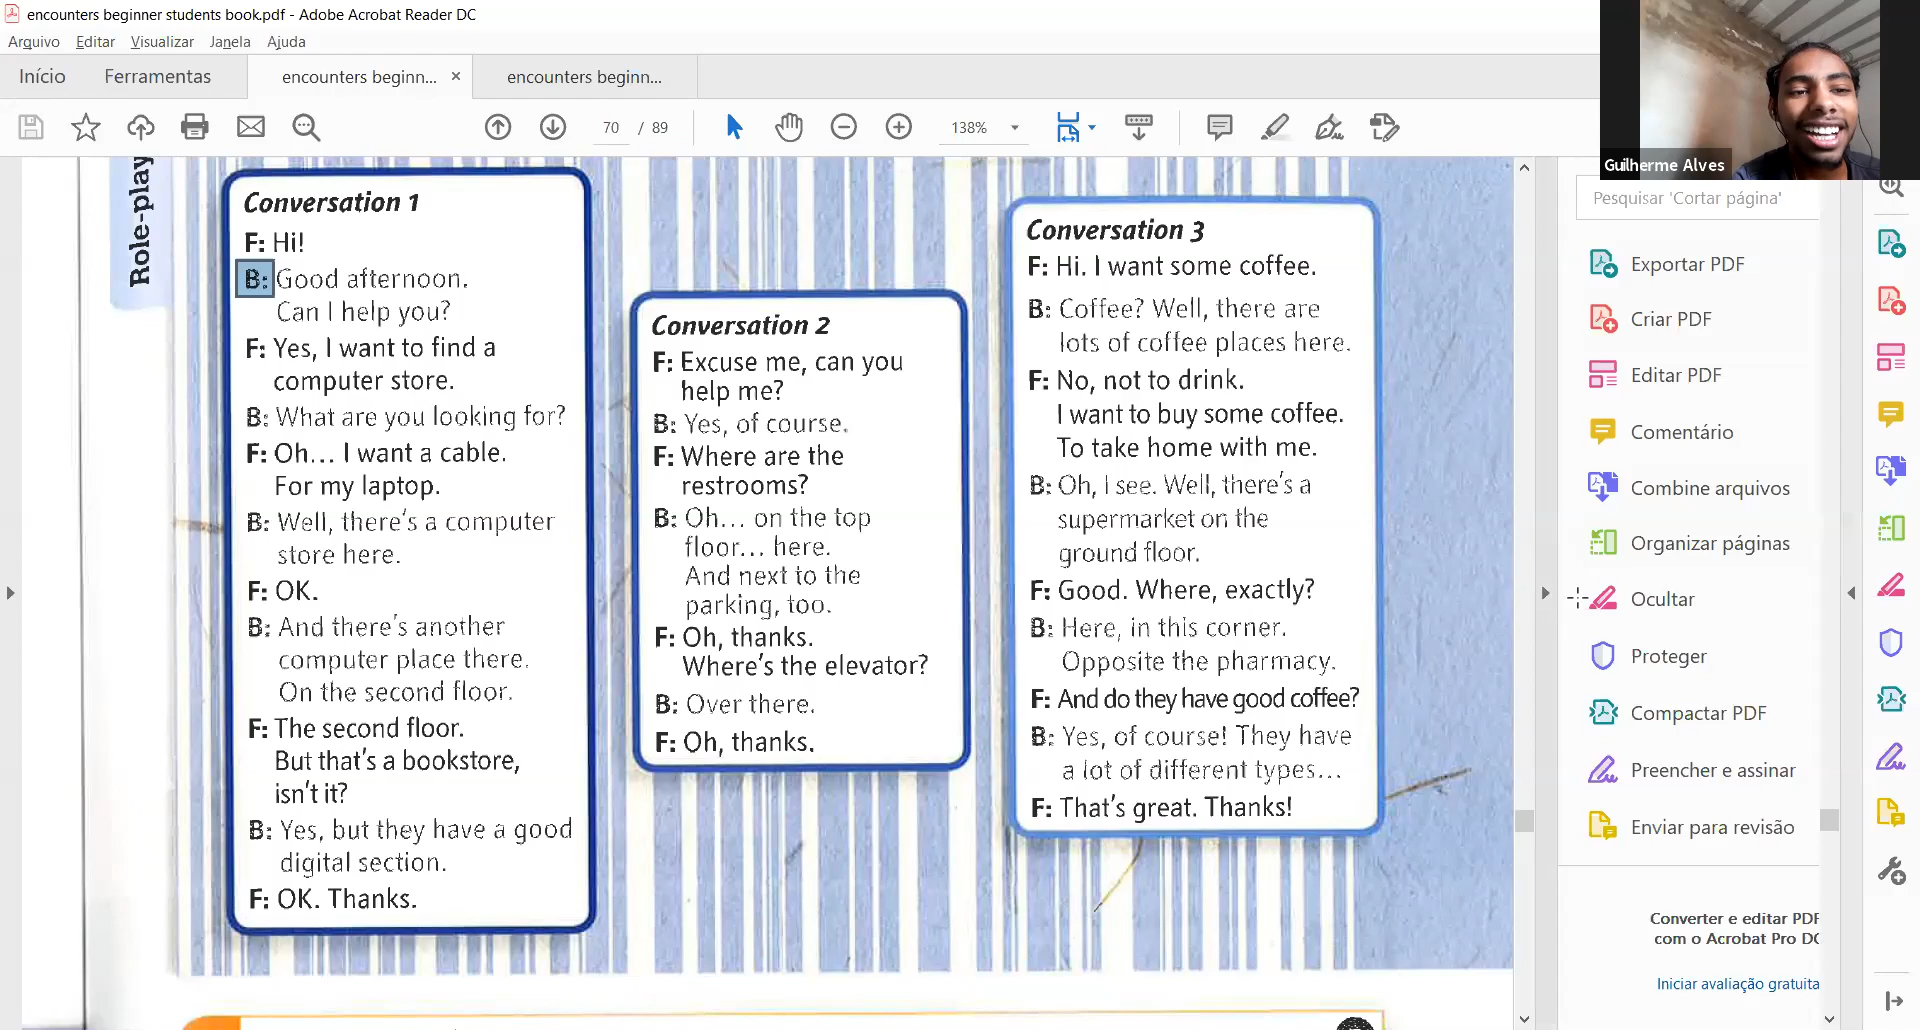 encounters beginner students book.pdf - Adobe Acrobat Reader DC
Arquivo Editar Visualizar Janela Ajuda
Início Ferramentas encounters beginn... × encounters beginn...
70 / 89 138%
Guilherme Alves
Role-play
Conversation 1
F: Hi!
B: Good afternoon.
Can I help you?
F: Yes, I want to find a
computer store.
B: What are you looking for?
F: Oh... I want a cable.
For my laptop.
B: Well, there's a computer
store here.
F: OK.
B: And there's another
computer place there.
On the second floor.
F: The second floor.
But that's a bookstore,
isn't it?
B: Yes, but they have a good
digital section.
F: OK. Thanks.
Conversation 2
F: Excuse me, can you
help me?
B: Yes, of course.
F: Where are the
restrooms?
B: Oh... on the top
floor... here.
And next to the
parking, too.
F: Oh, thanks.
Where's the elevator?
B: Over there.
F: Oh, thanks.
Conversation 3
F: Hi. I want some coffee.
B: Coffee? Well, there are
lots of coffee places here.
F: No, not to drink.
I want to buy some coffee.
To take home with me.
B: Oh, I see. Well, there's a
supermarket on the
ground floor.
F: Good. Where, exactly?
B: Here, in this corner.
Opposite the pharmacy.
F: And do they have good coffee?
B: Yes, of course! They have
a lot of different types...
F: That's great. Thanks!
Pesquisar 'Cortar página'
Exportar PDF
Criar PDF
Editar PDF
Comentário
Combine arquivos
Organizar páginas
Ocultar
Proteger
Compactar PDF
Preencher e assinar
Enviar para revisão
Converter e editar PDF
com o Acrobat Pro DC
Iniciar avaliação gratuita